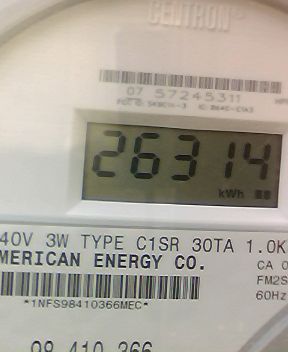 CENTRON
07 57245311
26314
kWh
40V 3W TYPE C1SR 30TA 1.0K
MERICAN ENERGY CO.
CA 0
FM2S
60Hz
*1NFS98410366MEC*
98 410 366